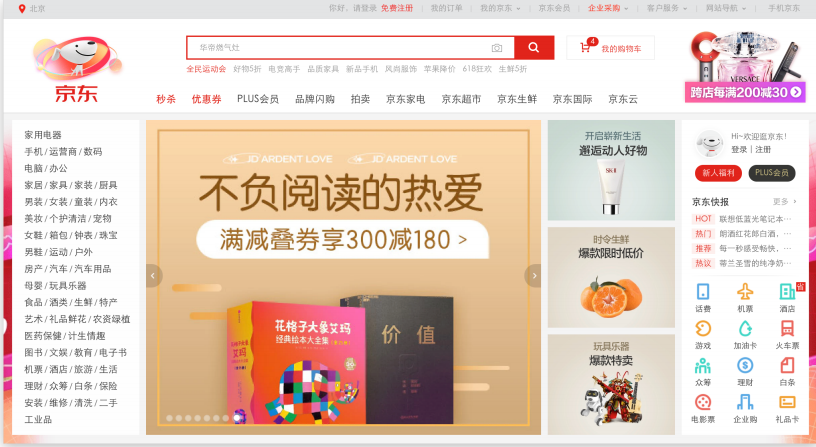 北京
你好，请登录 免费注册 我的订单 我的京东 京东会员 企业采购 客户服务 网站导航 手机京东
华帝燃气灶
4 我的购物车
全民运动会 好物5折 电竞高手 品质家具 新品手机 风尚服饰 苹果降价 618狂欢 生鲜5折
京东
秒杀 优惠券 PLUS会员 品牌闪购 拍卖 京东家电 京东超市 京东生鲜 京东国际 京东云
VERSACE
跨店每满200减30
家用电器
手机/运营商/数码
电脑/办公
家居/家具/家装/厨具
男装/女装/童装/内衣
美妆/个护清洁/宠物
女鞋/箱包/钟表/珠宝
男鞋/运动/户外
房产/汽车/汽车用品
母婴/玩具乐器
食品/酒类/生鲜/特产
艺术/礼品鲜花/农资绿植
医药保健/计生情趣
图书/文娱/教育/电子书
机票/酒店/旅游/生活
理财/众筹/白条/保险
安装/维修/清洗/二手
工业品
JD'ARDENT LOVE JD'ARDENT LOVE
不负阅读的热爱
满减叠券享300减180 >
花格子大象艾玛
经典绘本大全集
艾玛
价值
开启崭新生活
邂逅动人好物
SK-II
时令生鲜
爆款限时低价
玩具乐器
爆款特卖
Hi~欢迎逛京东!
登录 | 注册
新人福利 PLUS会员
京东快报 更多
HOT 联想低蓝光笔记本…
热门 朗酒红花郎白酒，…
推荐 每一秒感受畅快，…
热议 蒂兰圣雪的纯净奶…
省
话费 机票 酒店
游戏 加油卡 火车票
众筹 理财 白条
电影票 企业购 礼品卡